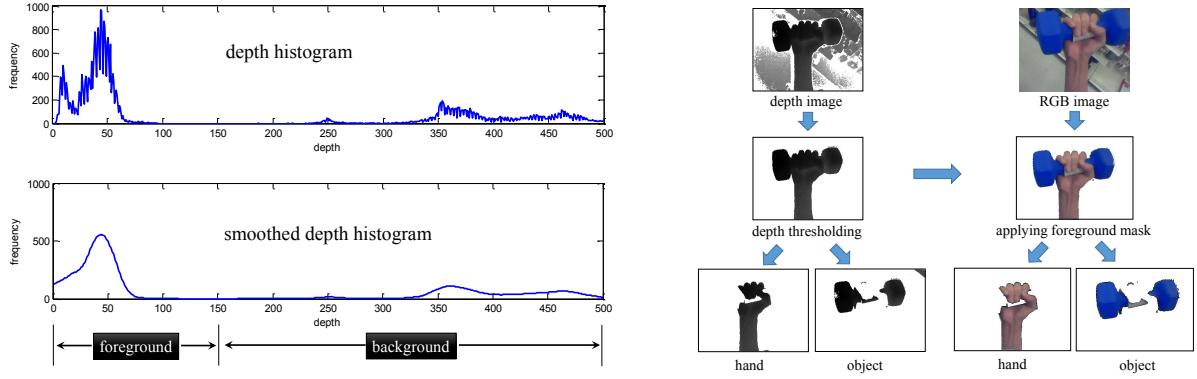 1000
800
600
400
200
0
frequency
depth histogram
0 50 100 150 200 250 300 350 400 450 500
depth
1000
500
0
frequency
smoothed depth histogram
0 50 100 150 200 250 300 350 400 450 500
depth
foreground background
depth image RGB image
depth thresholding applying foreground mask
hand object hand object